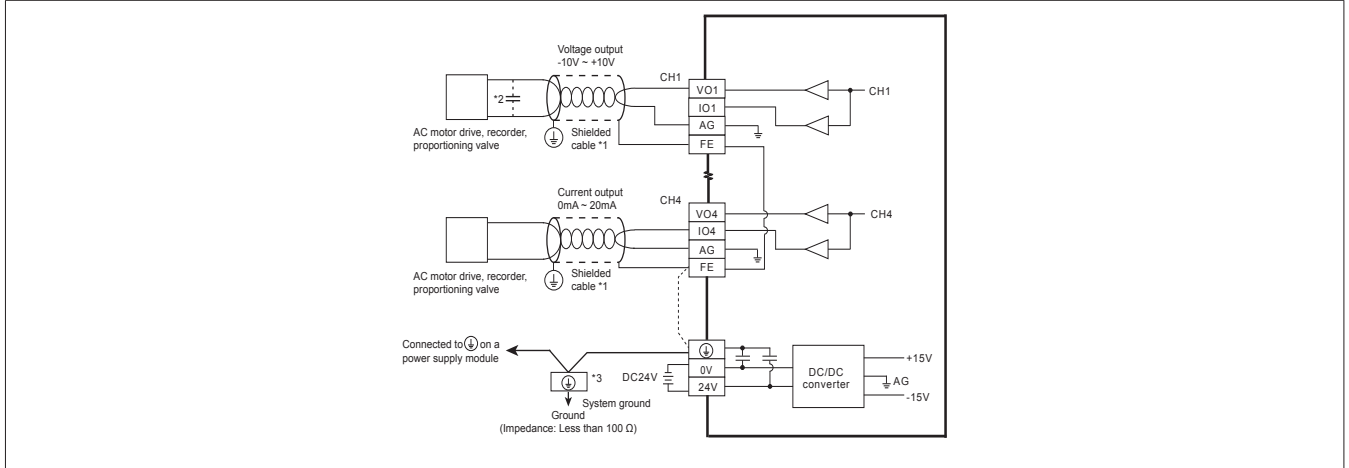 Voltage output
-10V ~ +10V
CH1
*2
VO1
IO1
AG
FE
CH1
AC motor drive, recorder,
proportioning valve
Shielded
cable *1
Current output
0mA ~ 20mA
CH4
VO4
IO4
AG
FE
CH4
AC motor drive, recorder,
proportioning valve
Shielded
cable *1
Connected to on a
power supply module
*3
System ground
Ground
(Impedance: Less than 100 Ω)
DC24V
0V
24V
DC/DC
converter
+15V
AG
-15V